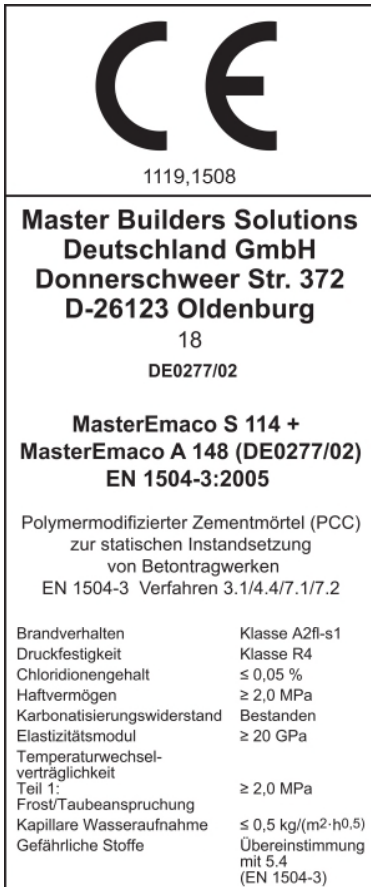 CE
1119,1508
Master Builders Solutions
Deutschland GmbH
Donnerschweer Str. 372
D-26123 Oldenburg
18
DE0277/02
MasterEmaco S 114 +
MasterEmaco A 148 (DE0277/02)
EN 1504-3:2005
Polymermodifizierter Zementmörtel (PCC)
zur statischen Instandsetzung
von Betontragwerken
EN 1504-3 Verfahren 3.1/4.4/7.1/7.2
Brandverhalten Klasse A2fl-s1
Druckfestigkeit Klasse R4
Chloridionengehalt ≤ 0,05 %
Haftvermögen ≥ 2,0 MPa
Karbonatisierungswiderstand Bestanden
Elastizitätsmodul ≥ 20 GPa
Temperaturwechsel-
verträglichkeit
Teil 1: ≥ 2,0 MPa
Frost/Taubeanspruchung
Kapillare Wasseraufnahme ≤ 0,5 kg/(m2·h0,5)
Gefährliche Stoffe Übereinstimmung
mit 5.4
(EN 1504-3)